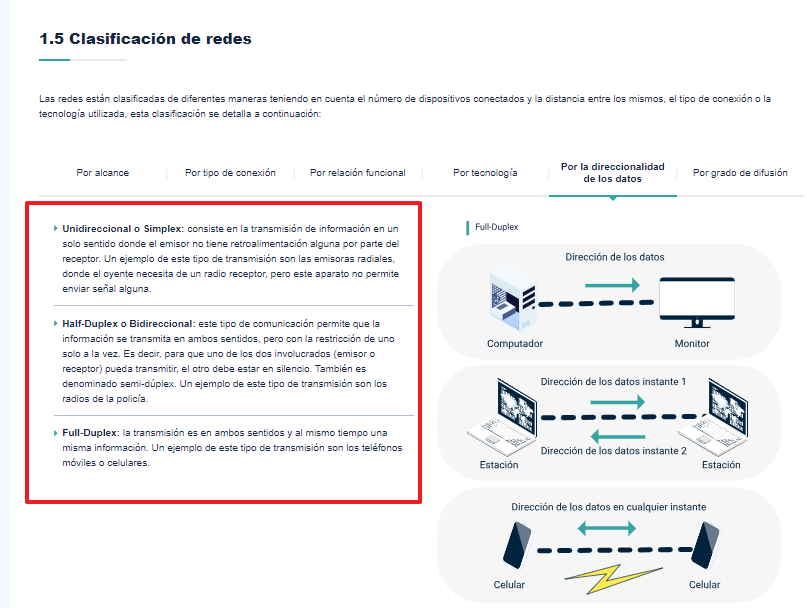 1.5 Clasificación de redes
Las redes están clasificadas de diferentes maneras teniendo en cuenta el número de dispositivos conectados y la distancia entre los mismos, el tipo de conexión o la
tecnología utilizada, esta clasificación se detalla a continuación:
Por alcance
Por tipo de conexión
Por relación funcional
Por tecnología
Por la direccionalidad
de los datos
Por grado de difusión
Unidireccional o Simplex: consiste en la transmisión de información en un
solo sentido donde el emisor no tiene retroalimentación alguna por parte del
receptor. Un ejemplo de este tipo de transmisión son las emisoras radiales,
donde el oyente necesita de un radio receptor, pero este aparato no permite
enviar señal alguna.
Half-Duplex o Bidireccional: este tipo de comunicación permite que la
información se transmita en ambos sentidos, pero con la restricción de uno
solo a la vez. Es decir, para que uno de los dos involucrados (emisor o
receptor) pueda transmitir, el otro debe estar en silencio. También es
denominado semi-dúplex. Un ejemplo de este tipo de transmisión son los
radios de la policía.
Full-Duplex: la transmisión es en ambos sentidos y al mismo tiempo una
misma información. Un ejemplo de este tipo de transmisión son los teléfonos
móviles o celulares.
Full-Duplex
Dirección de los datos
Computador
Monitor
Dirección de los datos instante 1
Dirección de los datos instante 2
Estación
Estación
Dirección de los datos en cualquier instante
Celular
Celular